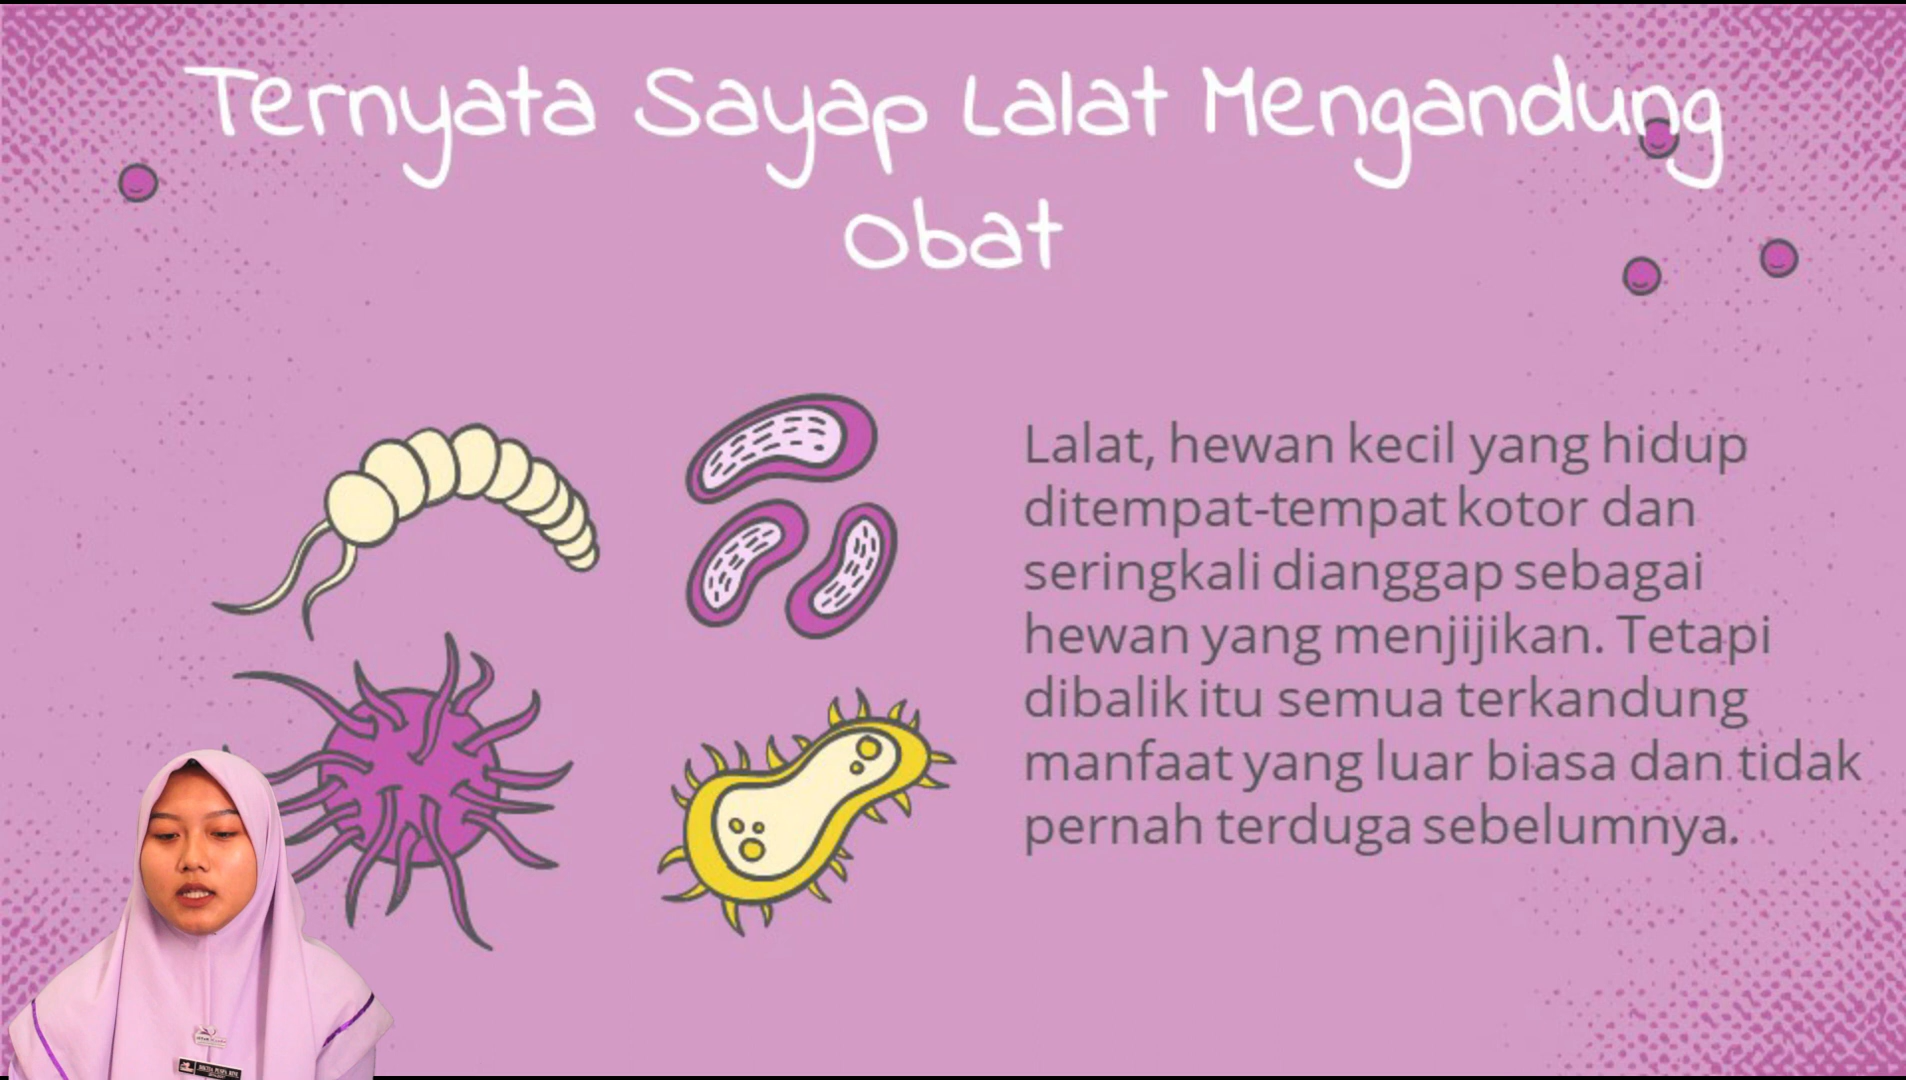 Ternyata Sayap Lalat Mengandung
Obat
Lalat, hewan kecil yang hidup
ditempat-tempat kotor dan
seringkali dianggap sebagai
hewan yang menjijikan. Tetapi
dibalik itu semua terkandung
manfaat yang luar biasa dan tidak
pernah terduga sebelumnya.